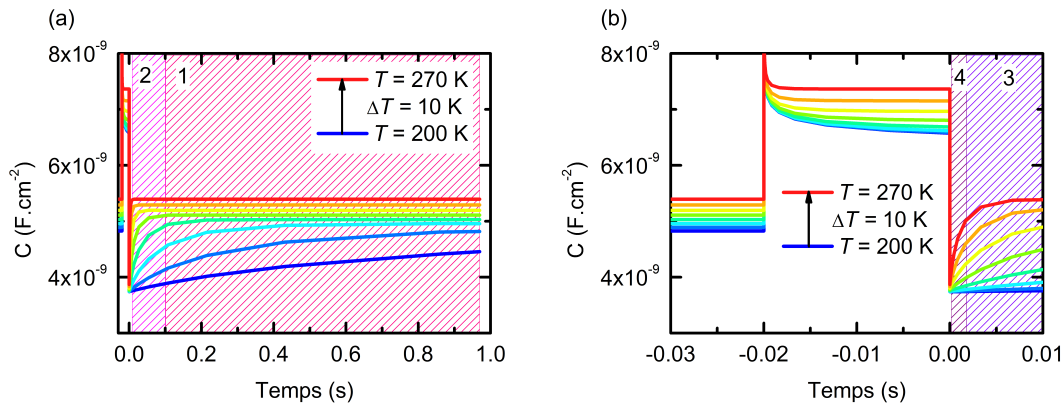 (a)
8x10⁻⁹
6x10⁻⁹
4x10⁻⁹
C (F.cm⁻²)
2 1
T = 270 K
ΔT = 10 K
T = 200 K
0.0 0.2 0.4 0.6 0.8 1.0
Temps (s)
(b)
8x10⁻⁹
6x10⁻⁹
4x10⁻⁹
C (F.cm⁻²)
4 3
T = 270 K
ΔT = 10 K
T = 200 K
-0.03 -0.02 -0.01 0.00 0.01
Temps (s)